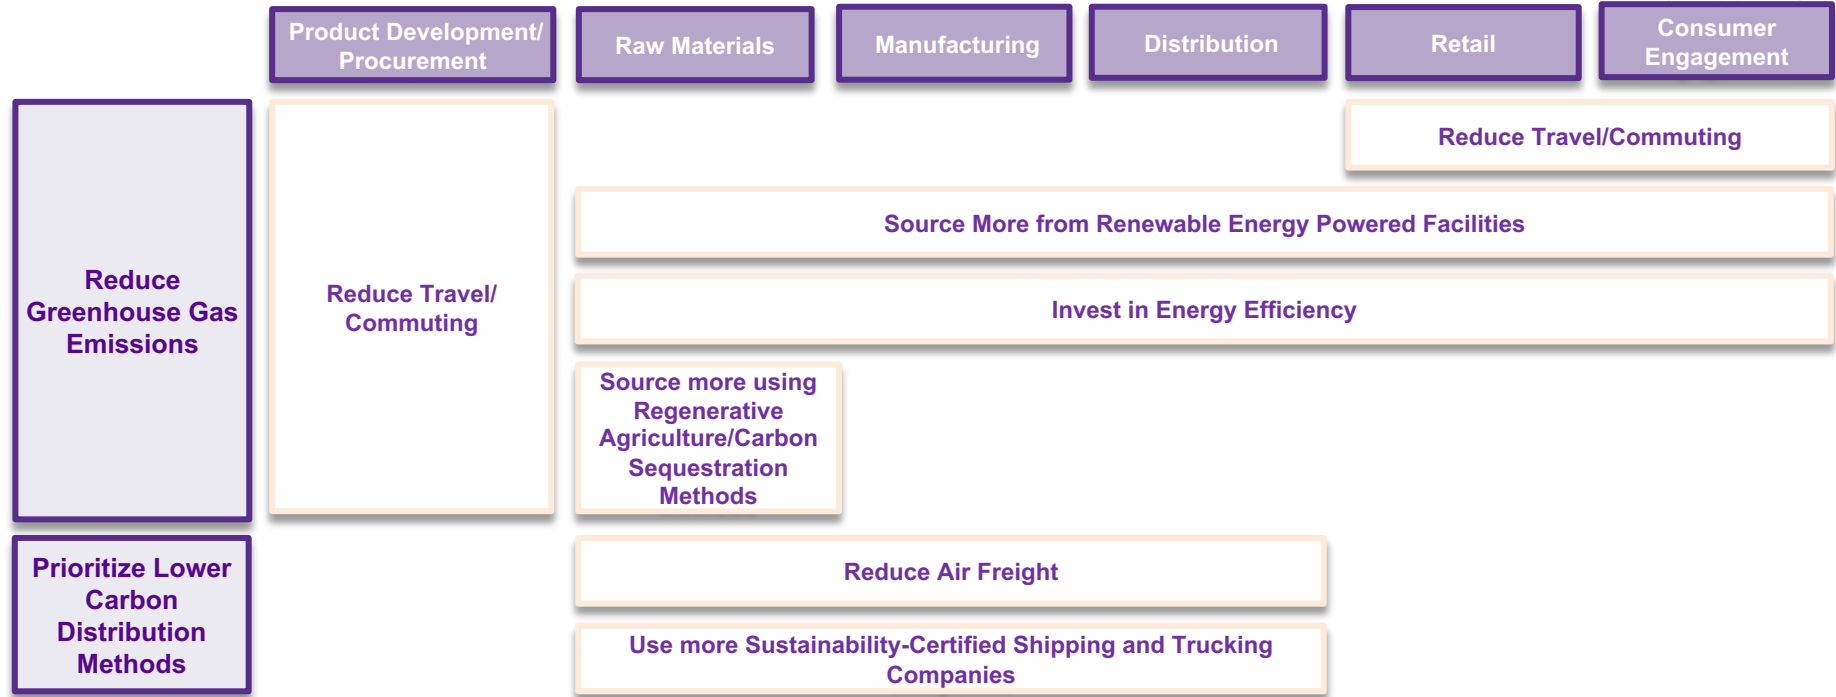 Product Development/
Procurement
Raw Materials
Manufacturing
Distribution
Retail
Consumer
Engagement
Reduce
Greenhouse Gas
Emissions
Reduce Travel/
Commuting
Reduce Travel/Commuting
Source More from Renewable Energy Powered Facilities
Invest in Energy Efficiency
Source more using
Regenerative
Agriculture/Carbon
Sequestration
Methods
Prioritize Lower
Carbon
Distribution
Methods
Reduce Air Freight
Use more Sustainability-Certified Shipping and Trucking
Companies